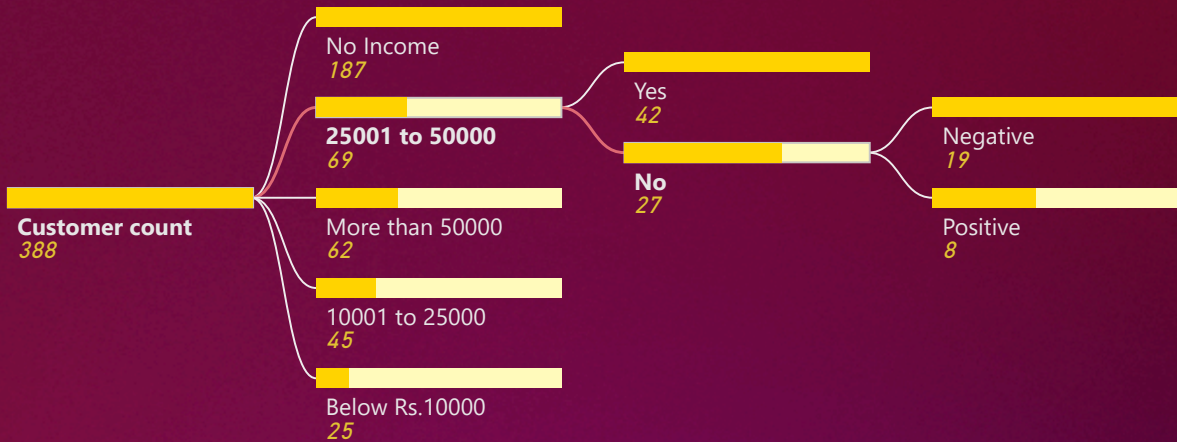 Customer count
388
No Income
187
25001 to 50000
69
More than 50000
62
10001 to 25000
45
Below Rs.10000
25
Yes
42
No
27
Negative
19
Positive
8